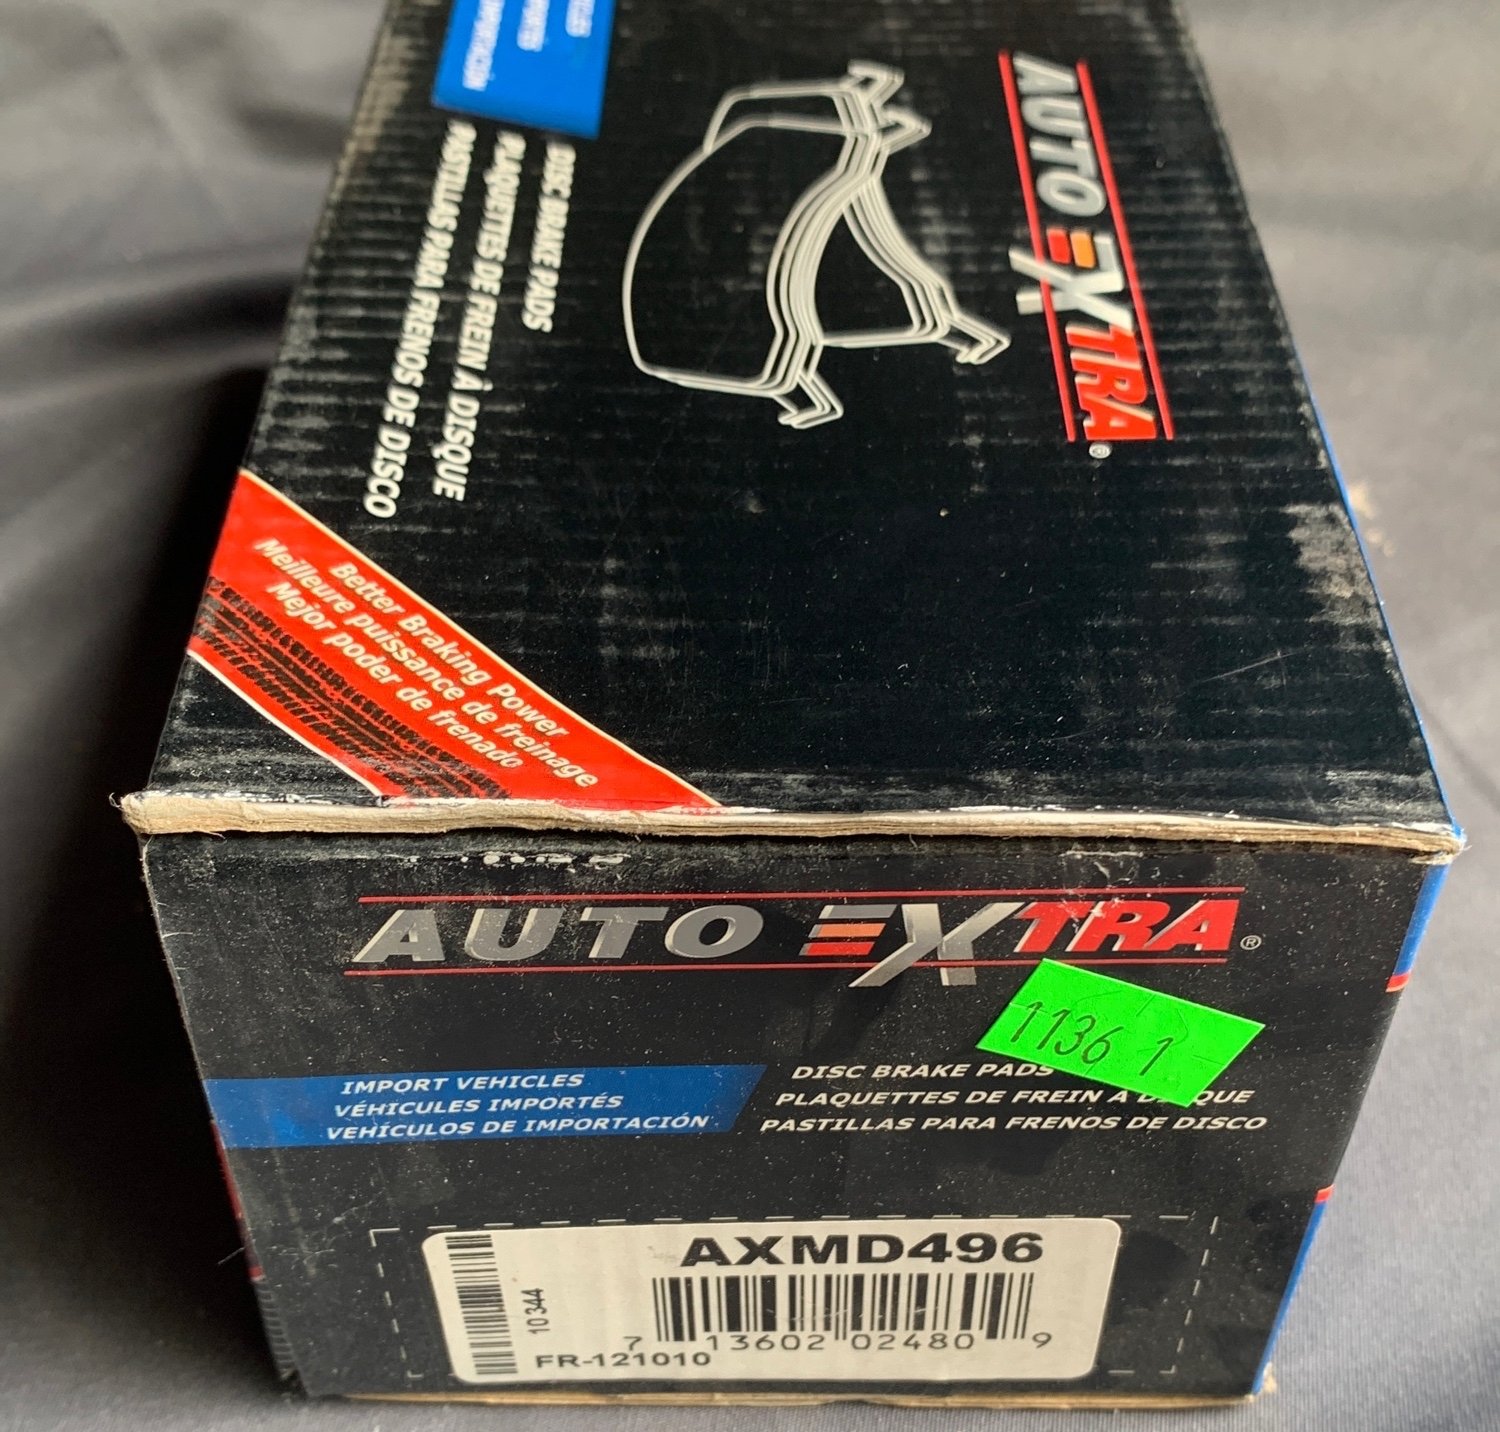 AUTO EXTRA®
IMPORTACIÓN
DISC BRAKE PADS
PLAQUETTES DE FREIN À DISQUE
PASTILLAS PARA FRENOS DE DISCO
Better Braking Power
Meilleure puissance de freinage
Mejor poder de frenado
AUTO EXTRA®
1136 1
IMPORT VEHICLES
VÉHICULES IMPORTÉS
VEHÍCULOS DE IMPORTACIÓN
DISC BRAKE PADS
PLAQUETTES DE FREIN À
PASTILLAS PARA FRENOS DE DISCO
AXMD496
10344
7 13602 02480 9
FR-121010